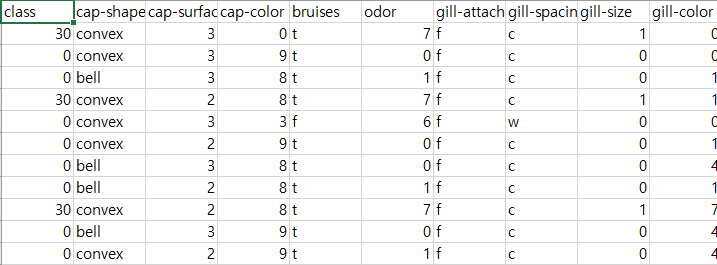 class cap-shape cap-surfac cap-color bruises odor gill-attach gill-spacin gill-size gill-color
30 convex 3 0 t 7 f c 1 0
0 convex 3 9 t 0 f c 0 0
0 bell 3 8 t 1 f c 0 1
30 convex 2 8 t 7 f c 1 1
0 convex 3 3 f 6 f w 0 0
0 convex 2 9 t 0 f c 0 1
0 bell 3 8 t 0 f c 0 4
0 bell 2 8 t 1 f c 0 1
30 convex 2 8 t 7 f c 1 7
0 bell 3 9 t 0 f c 0 4
0 convex 2 9 t 1 f c 0 4